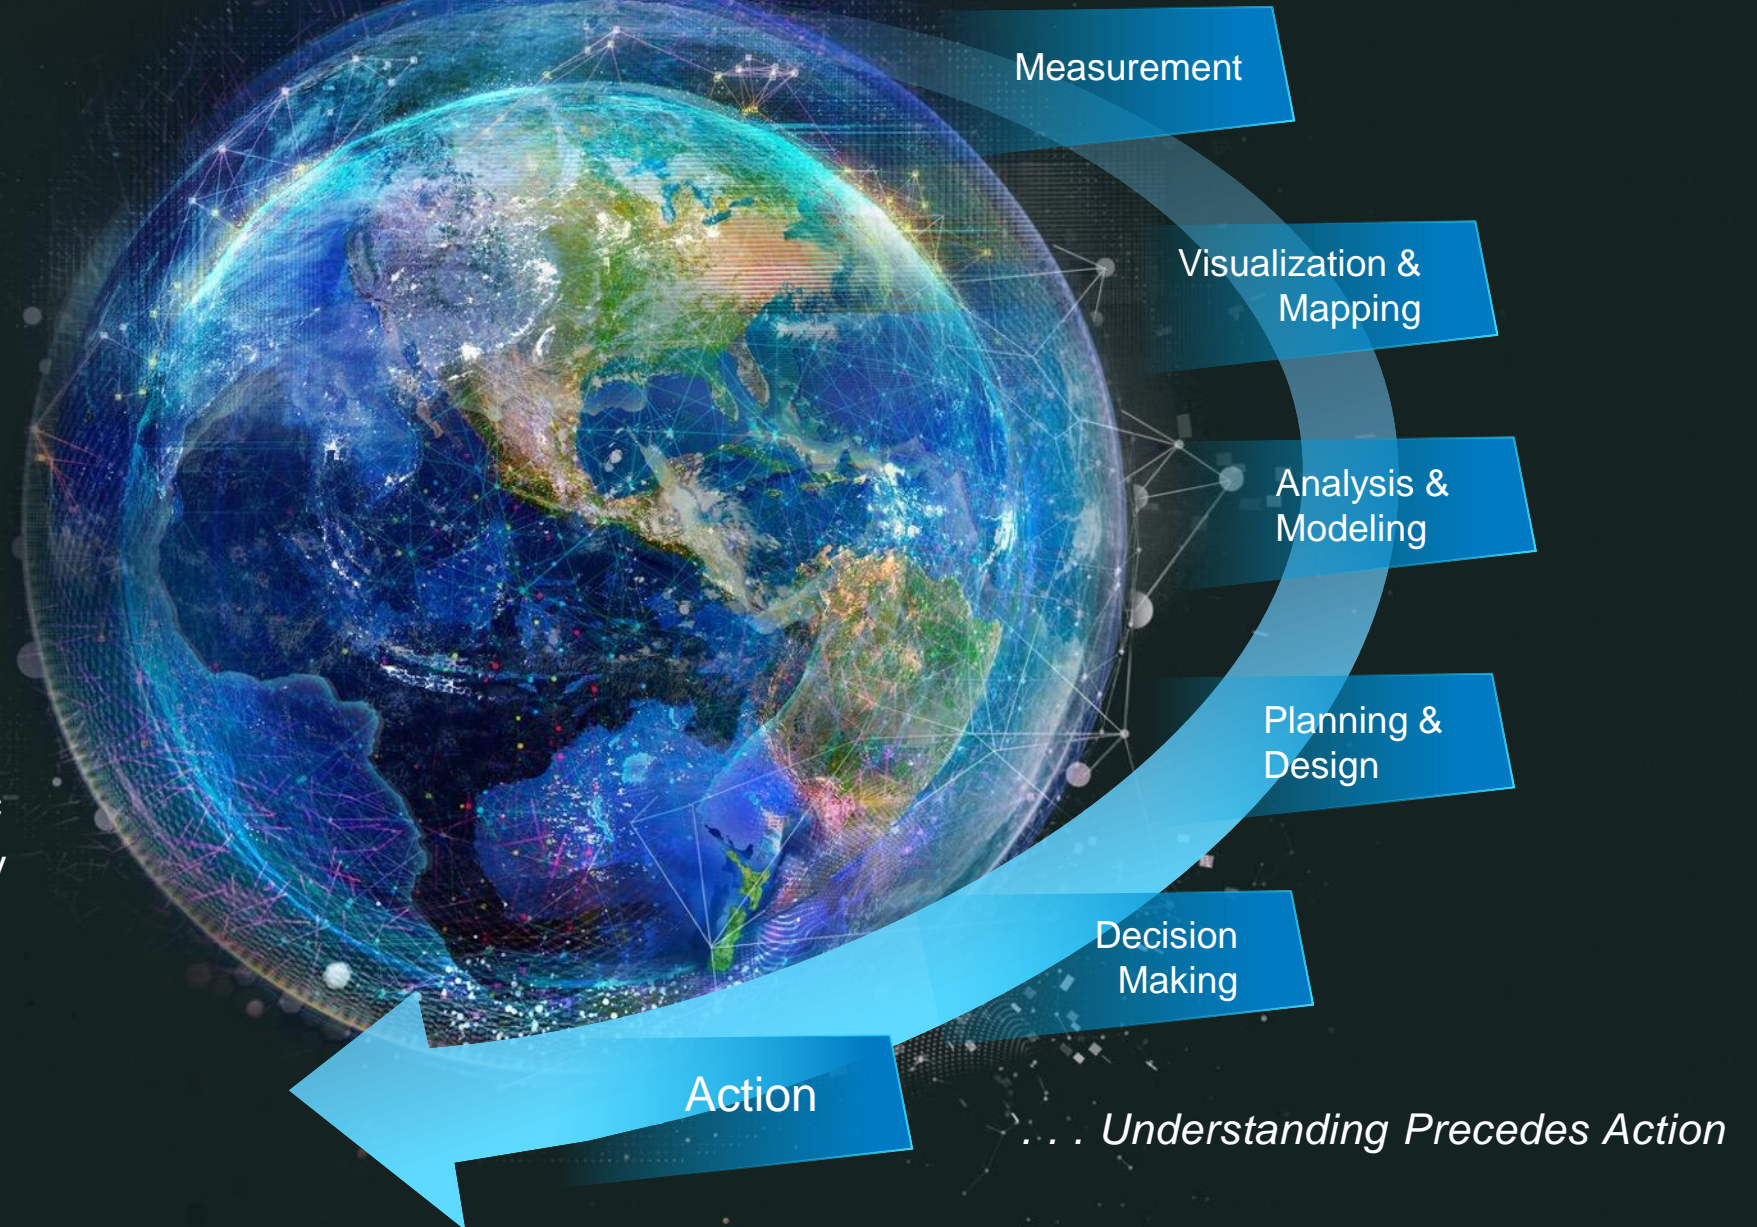 Measurement
Visualization &
Mapping
Analysis &
Modeling
Planning &
Design
Decision
Making
Action
. . . Understanding Precedes Action